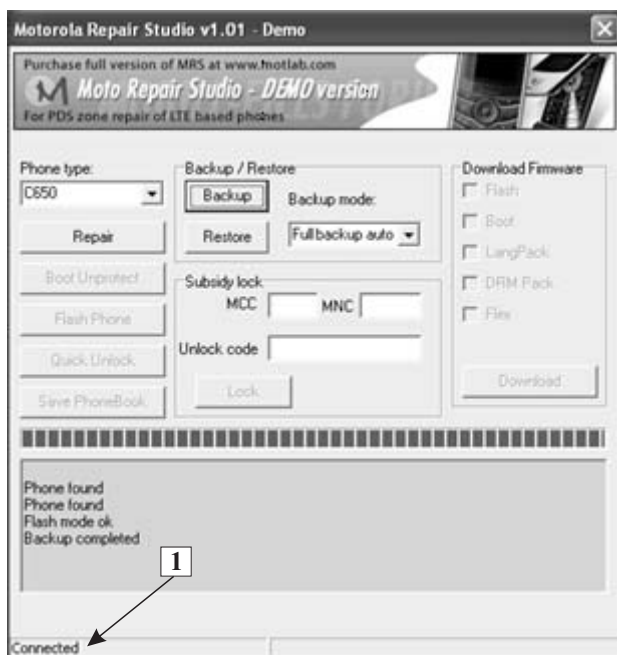 Motorola Repair Studio v1.01 - Demo
Purchase full version of MRS at www.motlab.com
Moto Repair Studio - DEMO version
For PDS zone repair of LTE based phones
Phone type:
C650
Repair
Boot Unprotect
Flash Phone
Quick Unlock
Save PhoneBook
Backup / Restore
Backup
Backup mode:
Restore
Full backup auto
Subsidy lock
MCC
MNC
Unlock code
Lock
Download Firmware
Flash
Boot
LangPack
DRM Pack
Flex
Download
Phone found
Phone found
Flash mode ok
Backup completed
1
Connected